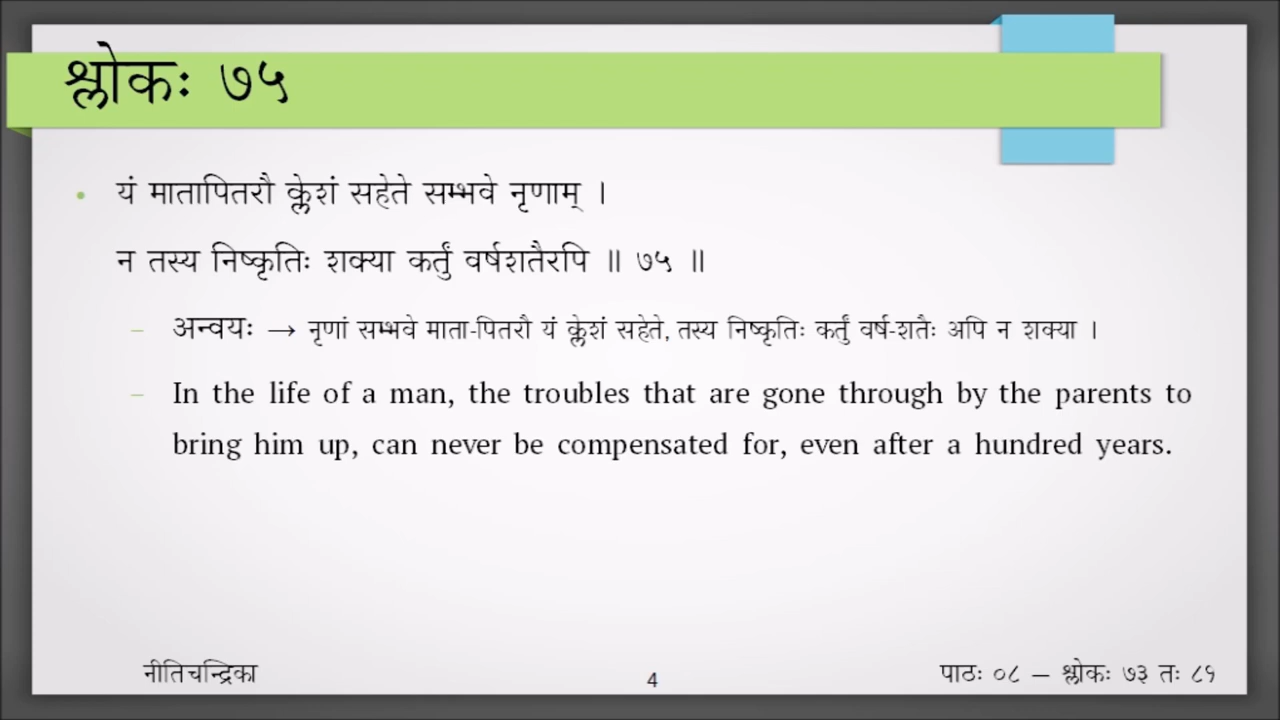 श्लोकः ७५
यं मातापितरौ क्लेशं सहेते सम्भवे नृणाम् ।
न तस्य निष्कृतिः शक्या कर्तुं वर्षशतैरपि ॥ ७५ ॥
अन्वयः → नृणां सम्भवे माता-पितरौ यं क्लेशं सहेते, तस्य निष्कृतिः कर्तुं वर्ष-शतैः अपि न शक्या ।
In the life of a man, the troubles that are gone through by the parents to
bring him up, can never be compensated for, even after a hundred years.
नीतिचन्द्रिका
4
पाठः ०८ – श्लोकः ७३ तः ८१